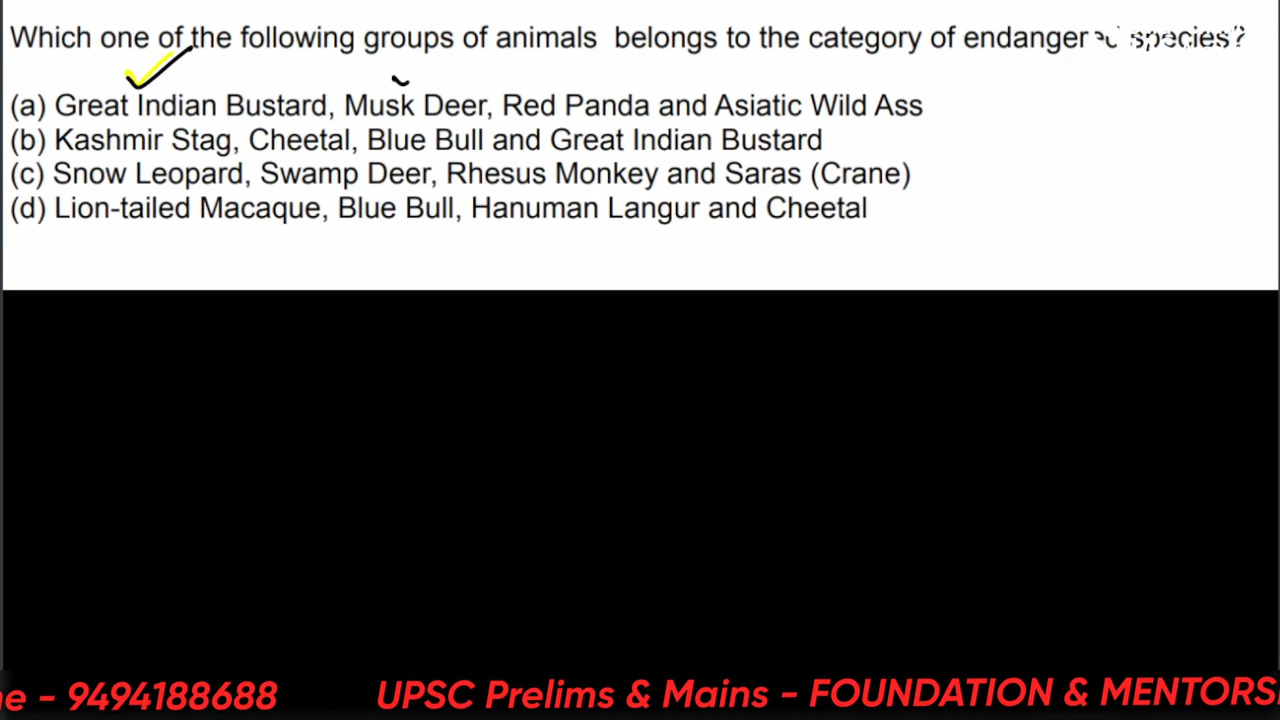 Which one of the following groups of animals belongs to the category of endangered species?
(a) Great Indian Bustard, Musk Deer, Red Panda and Asiatic Wild Ass
(b) Kashmir Stag, Cheetal, Blue Bull and Great Indian Bustard
(c) Snow Leopard, Swamp Deer, Rhesus Monkey and Saras (Crane)
(d) Lion-tailed Macaque, Blue Bull, Hanuman Langur and Cheetal
e – 9494188688 UPSC Prelims & Mains – FOUNDATION & MENTORS